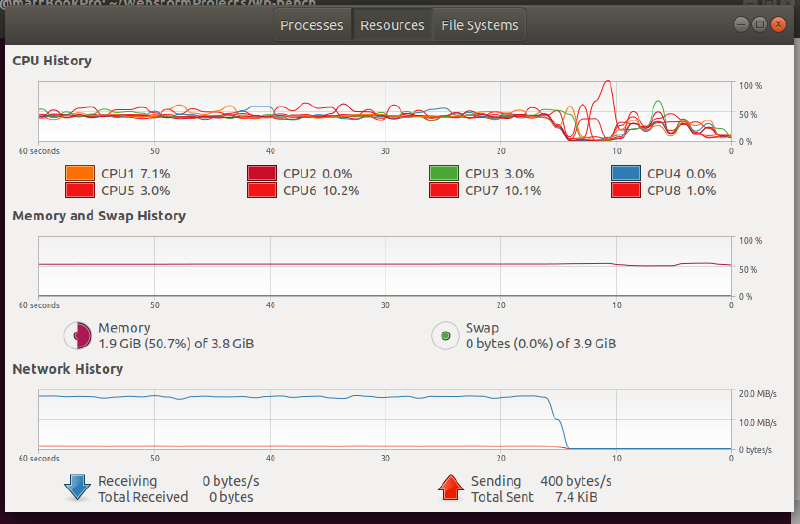 @mattBookPro: ~/WebstormProjects/wp-bench
Processes Resources File Systems
CPU History
100 %
50 %
0 %
60 seconds 50 40 30 20 10 0
CPU1 7.1% CPU2 0.0% CPU3 3.0% CPU4 0.0%
CPU5 3.0% CPU6 10.2% CPU7 10.1% CPU8 1.0%
Memory and Swap History
100 %
50 %
0 %
60 seconds 50 40 30 20 10 0
Memory Swap
1.9 GiB (50.7%) of 3.8 GiB 0 bytes (0.0%) of 3.9 GiB
Network History
20.0 MB/s
10.0 MB/s
0 bytes/s
60 seconds 50 40 30 20 10 0
Receiving 0 bytes/s Sending 400 bytes/s
Total Received 0 bytes Total Sent 7.4 KiB